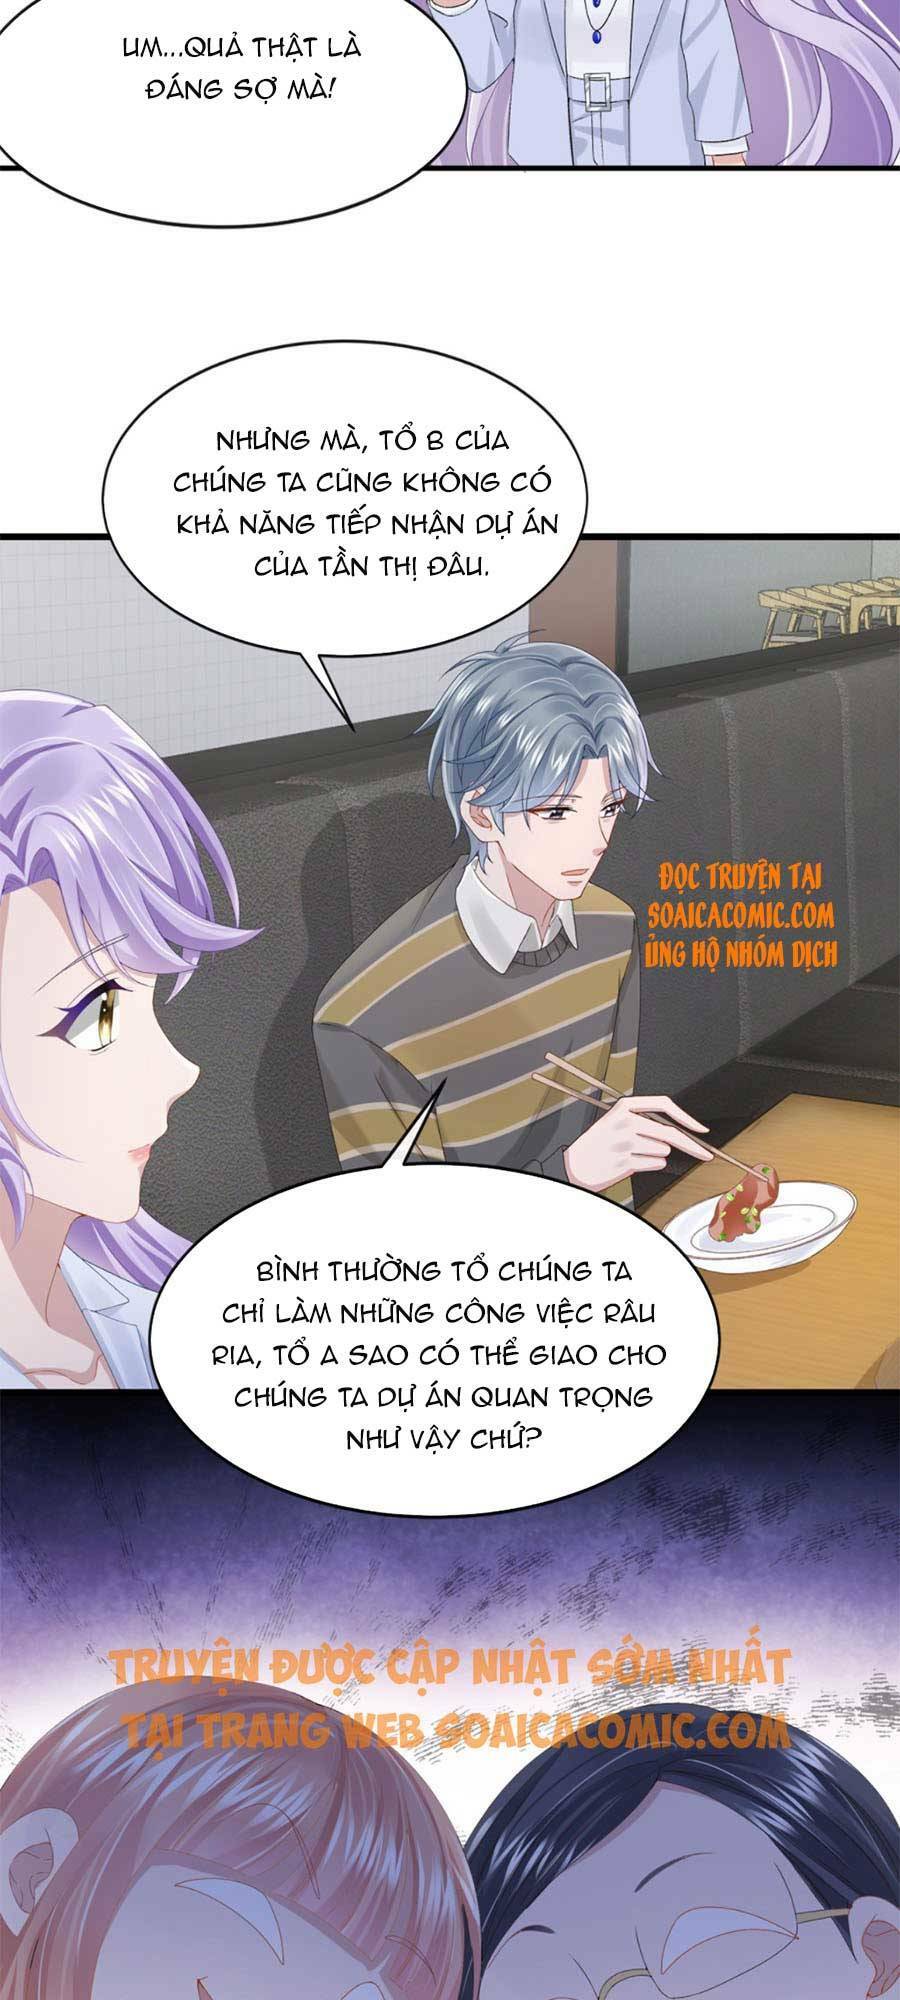 UM...QUẢ THẬT LÀ
ĐÁNG SỢ MÀ!
NHƯNG MÀ, TỔ B CỦA
CHÚNG TA CŨNG KHÔNG CÓ
KHẢ NĂNG TIẾP NHẬN DỰ ÁN
CỦA TẦN THỊ ĐÂU.
ĐỌC TRUYỆN TẠI
SOAICACOMIC.COM
ỦNG HỘ NHÓM DỊCH
BÌNH THƯỜNG TỔ CHÚNG TA
CHỈ LÀM NHỮNG CÔNG VIỆC RÂU
RIA, TỔ A SAO CÓ THỂ GIAO CHO
CHÚNG TA DỰ ÁN QUAN TRỌNG
NHƯ VẬY CHỨ?
TRUYỆN ĐƯỢC CẬP NHẬT SỚM NHẤT
TẠI TRANG WEB SOAICACOMIC.COM